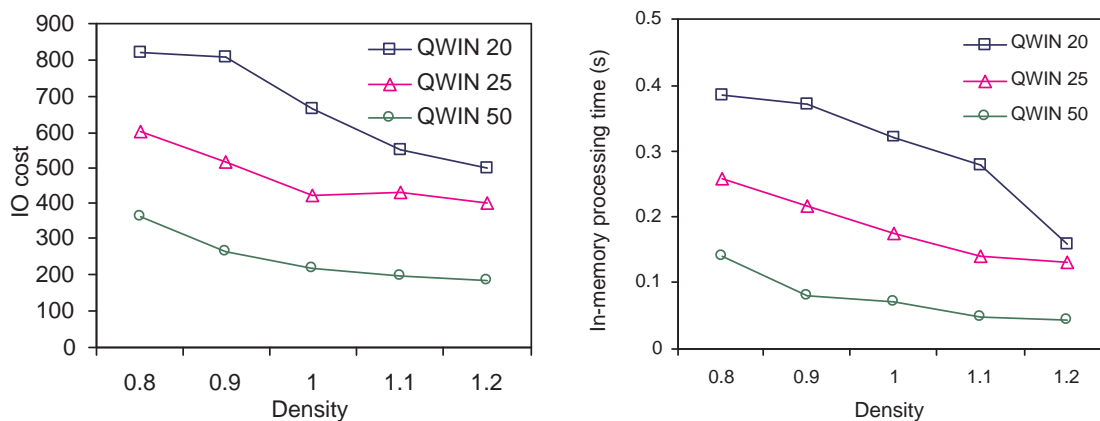 900
800
700
600
500
400
300
200
100
0
IO cost
QWIN 20
QWIN 25
QWIN 50
0.8 0.9 1 1.1 1.2
Density
0.5
0.4
0.3
0.2
0.1
0
In-memory processing time (s)
QWIN 20
QWIN 25
QWIN 50
0.8 0.9 1 1.1 1.2
Density